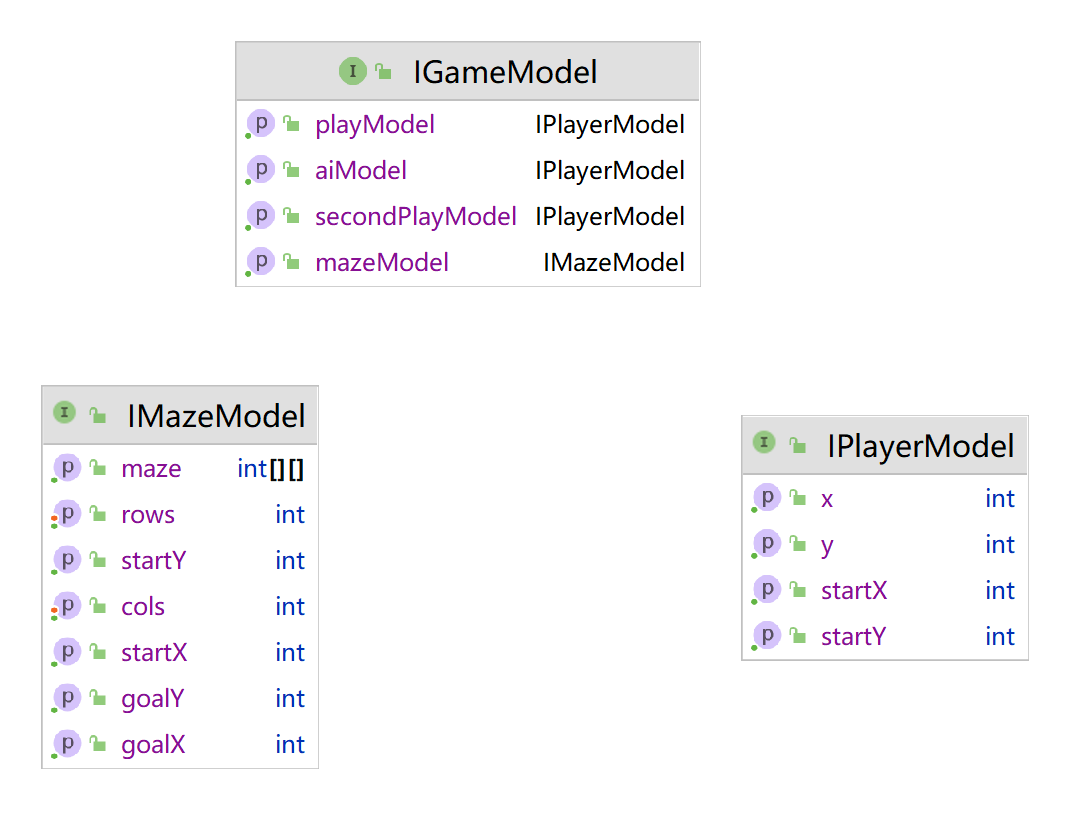 I IGameModel
p playModel IPlayerModel
p aiModel IPlayerModel
p secondPlayModel IPlayerModel
p mazeModel IMazeModel
I IMazeModel
p maze int[][]
p rows int
p startY int
p cols int
p startX int
p goalY int
p goalX int
I IPlayerModel
p x int
p y int
p startX int
p startY int